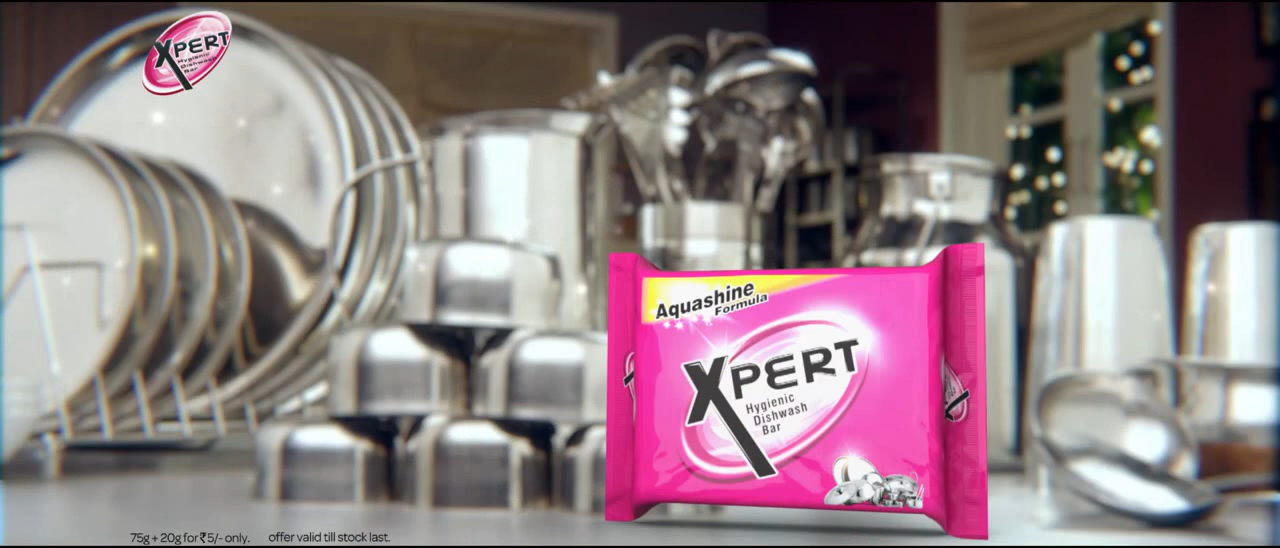 XPERT
Hygienic
Dishwash
Bar
Aquashine
Formula
XPERT
Hygienic
Dishwash
Bar
75g + 20g for ₹5/- only. offer valid till stock last.